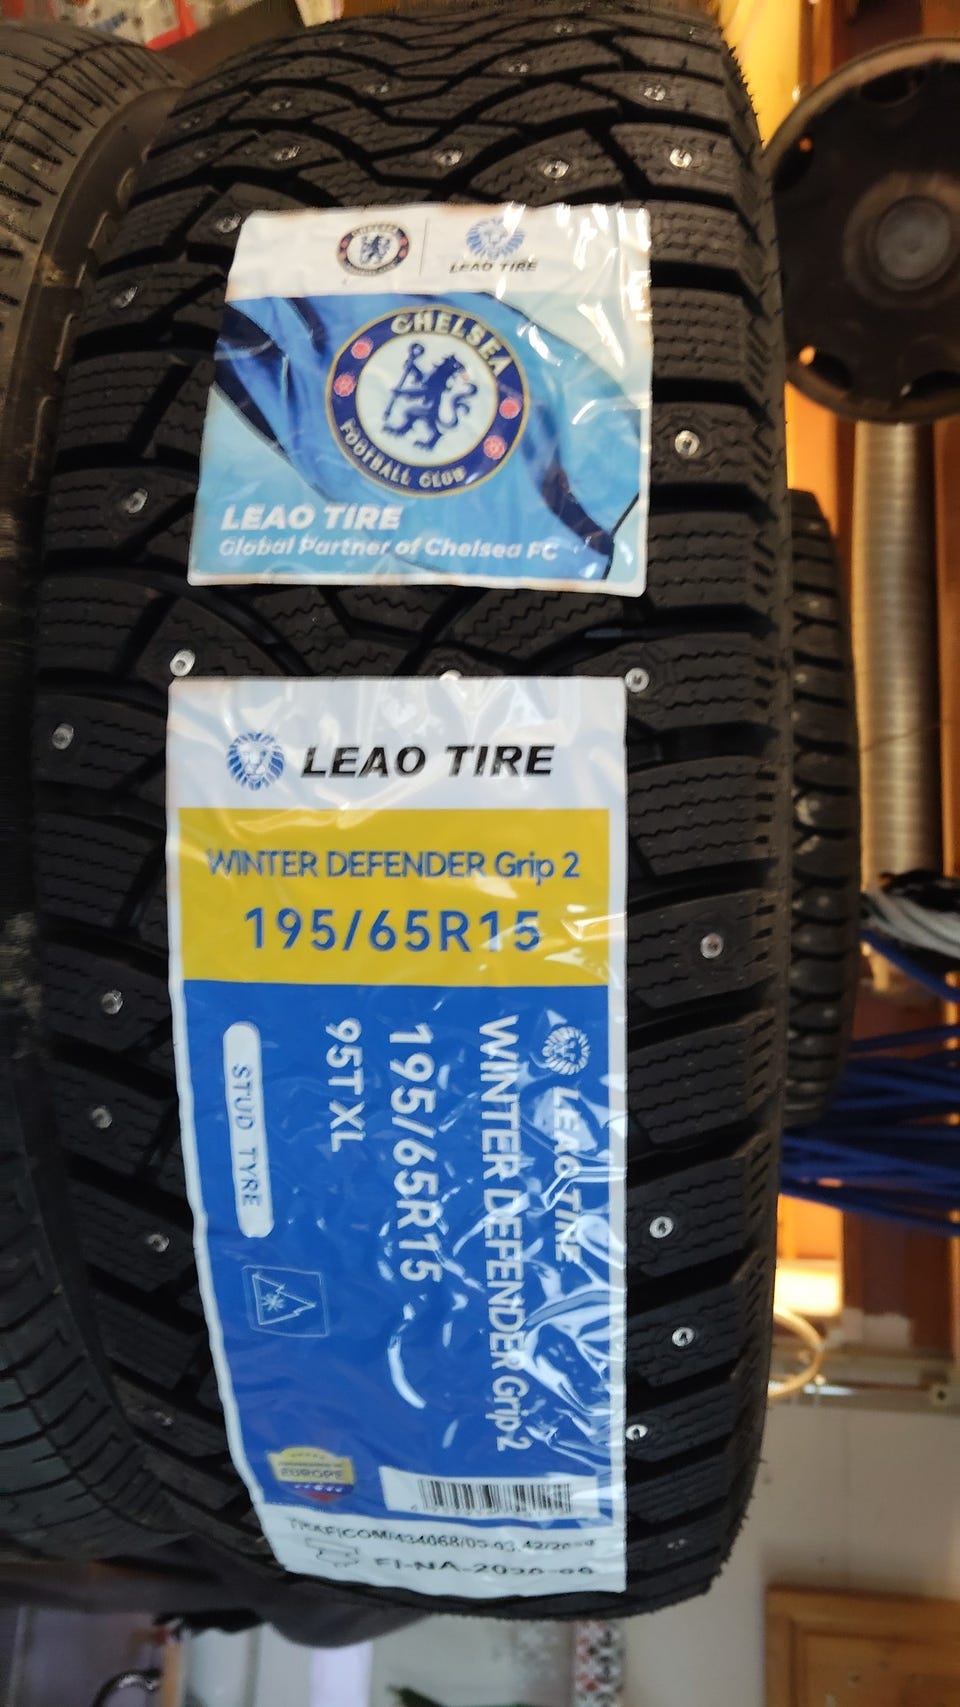 LEAO TIRE
CHELSEA
FOOTBALL CLUB
LEAO TIRE
Global Partner of Chelsea FC
LEAO TIRE
WINTER DEFENDER Grip 2
195/65R15
LEAO TIRE
WINTER DEFENDER Grip 2
195/65R15
95T XL
STUD TYRE
EUROPE